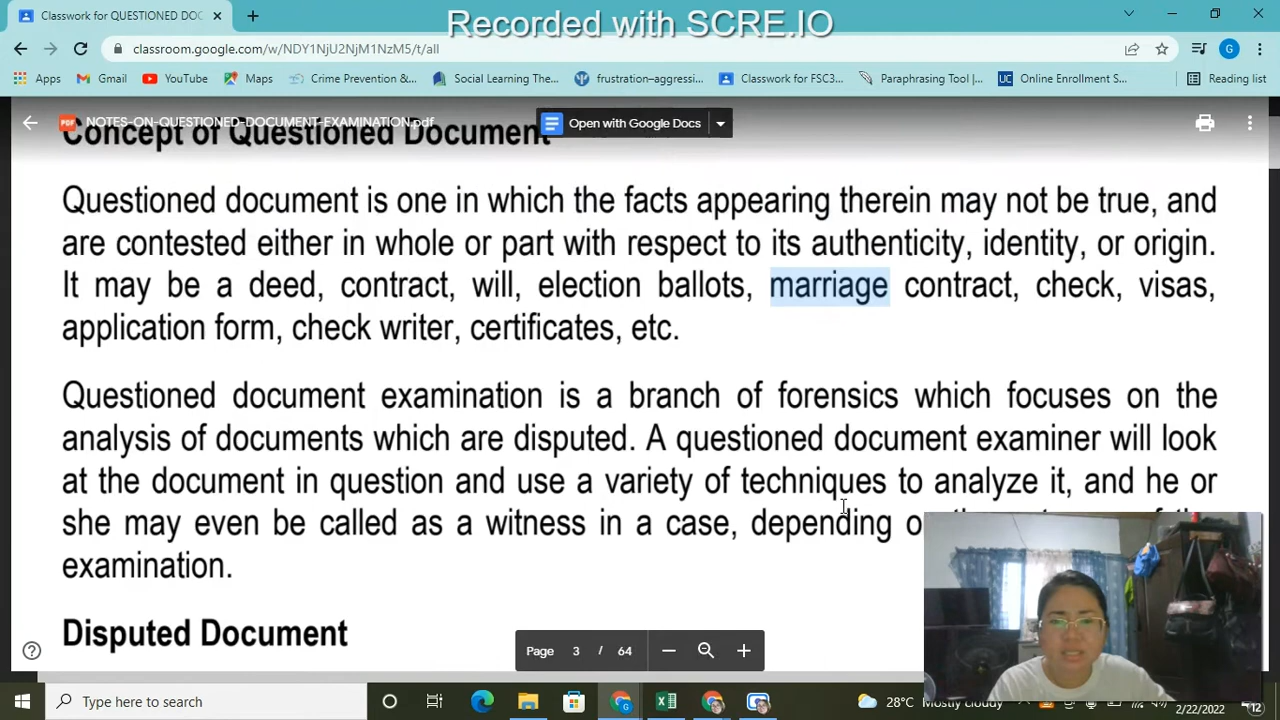 Classwork for QUESTIONED DOC
Recorded with SCRE.IO
classroom.google.com/w/NDY1NjU2NjM1NzM5/t/all
G
Apps
Gmail
YouTube
Maps
Crime Prevention &...
Social Learning The...
frustration–aggressi...
Classwork for FSC3...
Paraphrasing Tool |...
UC
Online Enrollment S...
Reading list
PDF
NOTES-ON-QUESTIONED-DOCUMENT-EXAMINATION.pdf
Open with Google Docs
Concept of Questioned Document
Questioned document is one in which the facts appearing therein may not be true, and
are contested either in whole or part with respect to its authenticity, identity, or origin.
It may be a deed, contract, will, election ballots, marriage contract, check, visas,
application form, check writer, certificates, etc.
Questioned document examination is a branch of forensics which focuses on the
analysis of documents which are disputed. A questioned document examiner will look
at the document in question and use a variety of techniques to analyze it, and he or
she may even be called as a witness in a case, depending
examination.
Disputed Document
Page 3 / 64
Type here to search
28°C Mostly cloudy
2/22/2022
12